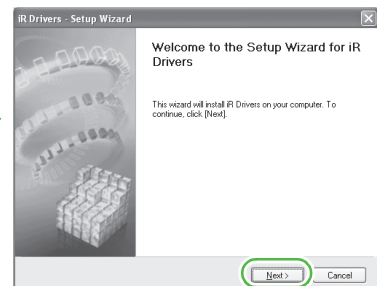 iR Drivers - Setup Wizard
Welcome to the Setup Wizard for iR
Drivers
This wizard will install iR Drivers on your computer. To
continue, click [Next].
Next >
Cancel